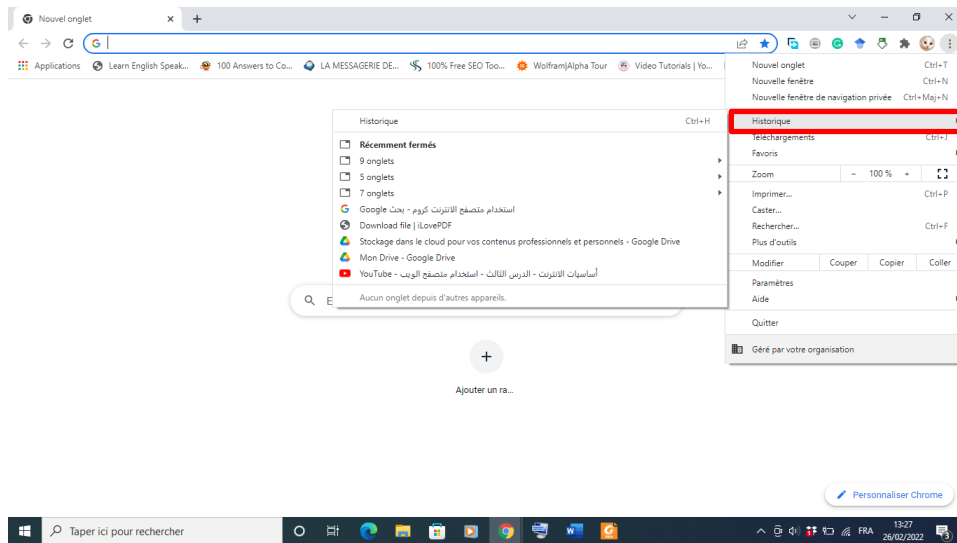 Nouvel onglet
Applications
Learn English Speak...
100 Answers to Co...
LA MESSAGERIE DE...
100% Free SEO Too...
Wolfram|Alpha Tour
Video Tutorials | Yo...
Nouvel onglet Ctrl+T
Nouvelle fenêtre Ctrl+N
Nouvelle fenêtre de navigation privée Ctrl+Maj+N
Historique
Téléchargements Ctrl+J
Favoris
Zoom - 100 % +
Imprimer... Ctrl+P
Caster...
Rechercher... Ctrl+F
Plus d'outils
Modifier Couper Copier Coller
Paramètres
Aide
Quitter
Géré par votre organisation
Historique Ctrl+H
Récemment fermés
9 onglets
5 onglets
7 onglets
استخدام متصفح الانترنت كروم - بحث Google
Download file | iLovePDF
Stockage dans le cloud pour vos contenus professionnels et personnels - Google Drive
Mon Drive - Google Drive
أساسيات الانترنت - الدرس الثالث - استخدام متصفح الويب - YouTube
Aucun onglet depuis d'autres appareils.
Ajouter un ra...
Personnaliser Chrome
Taper ici pour rechercher
FRA
13:27
26/02/2022
3